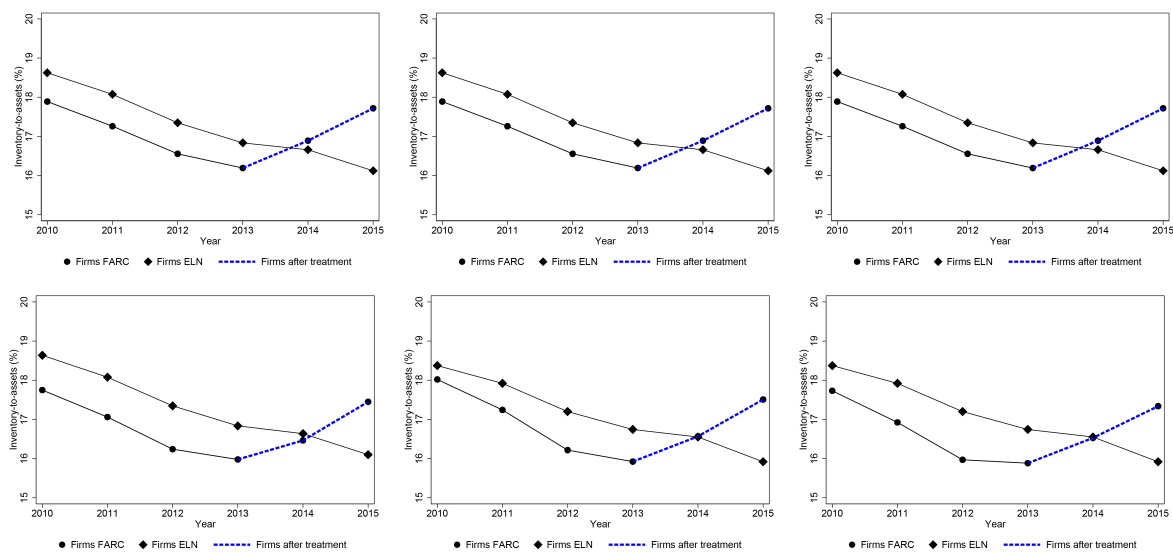 Inventory-to-assets (%)
20
19
18
17
16
15
2010 2011 2012 2013 2014 2015
Year
Firms FARC Firms ELN Firms after treatment
Inventory-to-assets (%)
20
19
18
17
16
15
2010 2011 2012 2013 2014 2015
Year
Firms FARC Firms ELN Firms after treatment
Inventory-to-assets (%)
20
19
18
17
16
15
2010 2011 2012 2013 2014 2015
Year
Firms FARC Firms ELN Firms after treatment
Inventory-to-assets (%)
20
19
18
17
16
15
2010 2011 2012 2013 2014 2015
Year
Firms FARC Firms ELN Firms after treatment
Inventory-to-assets (%)
20
19
18
17
16
15
2010 2011 2012 2013 2014 2015
Year
Firms FARC Firms ELN Firms after treatment
Inventory-to-assets (%)
20
19
18
17
16
15
2010 2011 2012 2013 2014 2015
Year
Firms FARC Firms ELN Firms after treatment